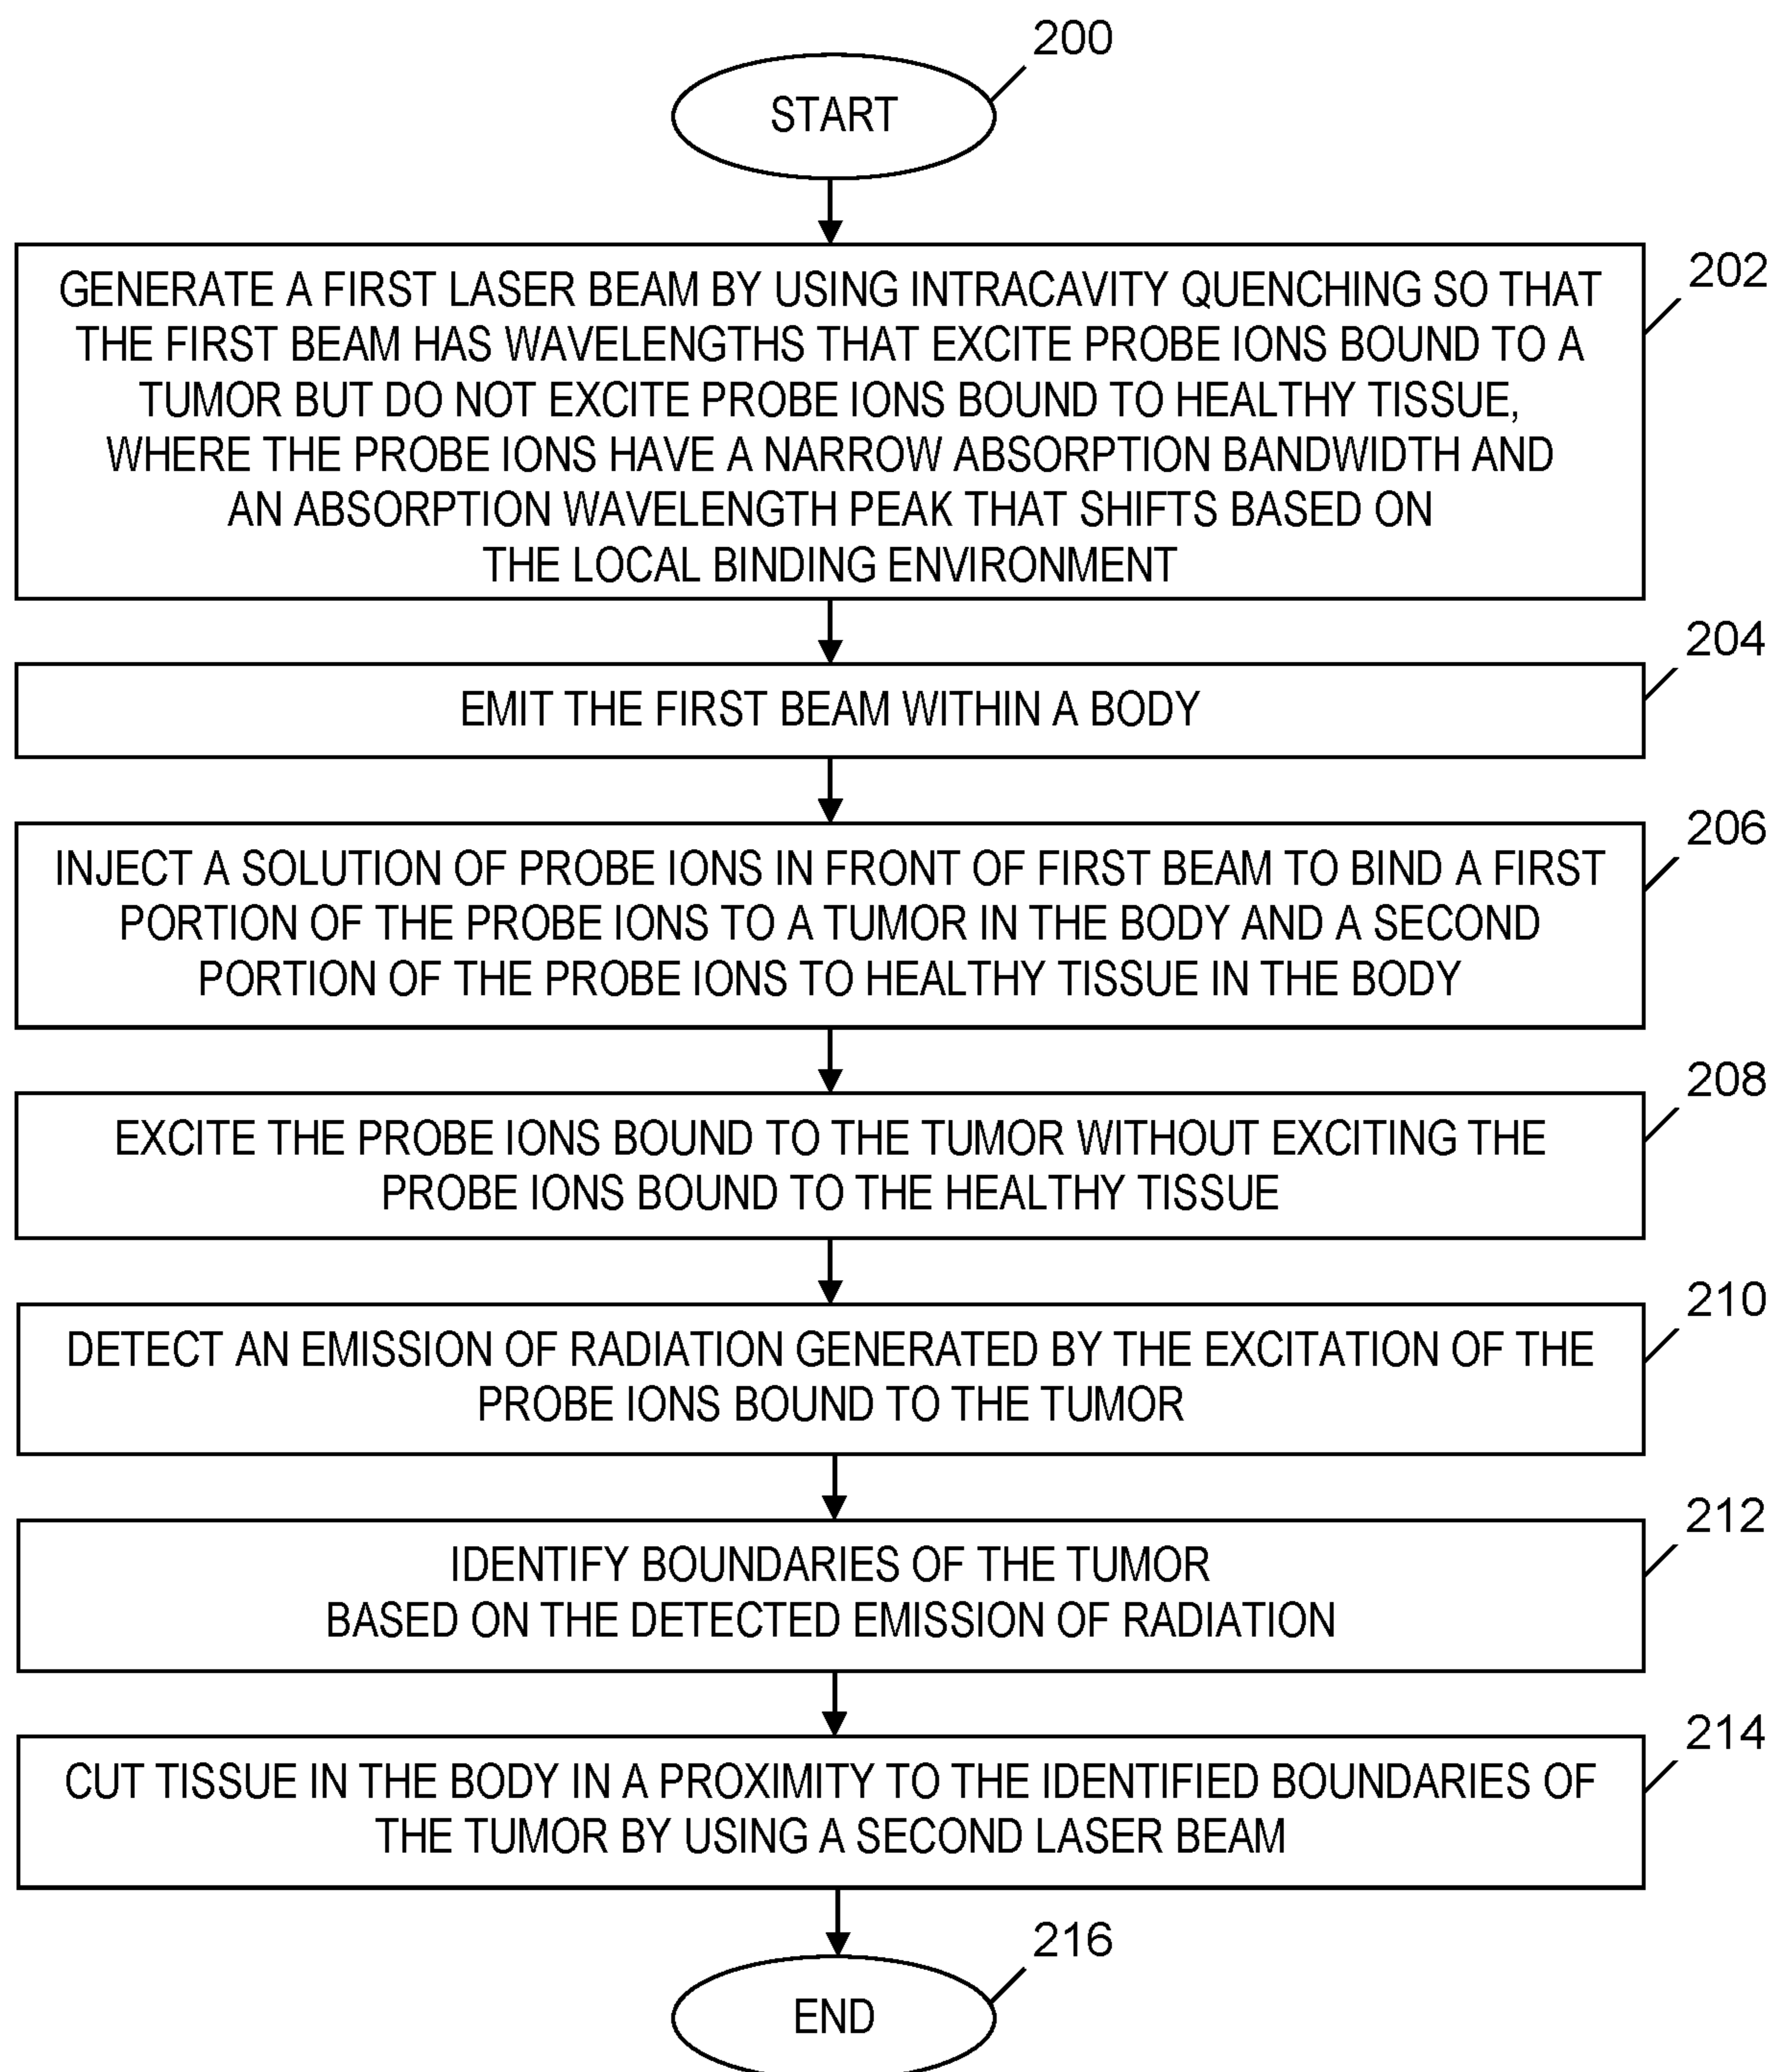 200
START
202
GENERATE A FIRST LASER BEAM BY USING INTRACAVITY QUENCHING SO THAT
THE FIRST BEAM HAS WAVELENGTHS THAT EXCITE PROBE IONS BOUND TO A
TUMOR BUT DO NOT EXCITE PROBE IONS BOUND TO HEALTHY TISSUE,
WHERE THE PROBE IONS HAVE A NARROW ABSORPTION BANDWIDTH AND
AN ABSORPTION WAVELENGTH PEAK THAT SHIFTS BASED ON
THE LOCAL BINDING ENVIRONMENT
204
EMIT THE FIRST BEAM WITHIN A BODY
206
INJECT A SOLUTION OF PROBE IONS IN FRONT OF FIRST BEAM TO BIND A FIRST
PORTION OF THE PROBE IONS TO A TUMOR IN THE BODY AND A SECOND
PORTION OF THE PROBE IONS TO HEALTHY TISSUE IN THE BODY
208
EXCITE THE PROBE IONS BOUND TO THE TUMOR WITHOUT EXCITING THE
PROBE IONS BOUND TO THE HEALTHY TISSUE
210
DETECT AN EMISSION OF RADIATION GENERATED BY THE EXCITATION OF THE
PROBE IONS BOUND TO THE TUMOR
212
IDENTIFY BOUNDARIES OF THE TUMOR
BASED ON THE DETECTED EMISSION OF RADIATION
214
CUT TISSUE IN THE BODY IN A PROXIMITY TO THE IDENTIFIED BOUNDARIES OF
THE TUMOR BY USING A SECOND LASER BEAM
216
END